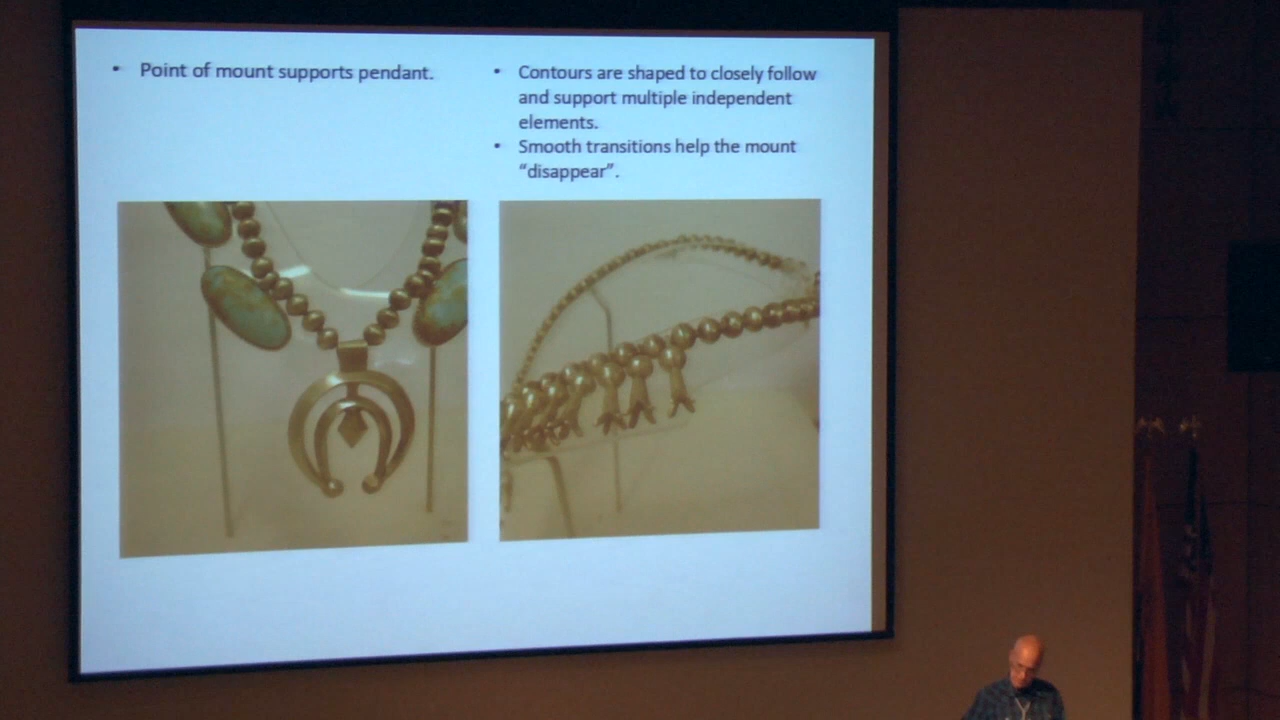 • Point of mount supports pendant.
• Contours are shaped to closely follow
and support multiple independent
elements.
• Smooth transitions help the mount
“disappear”.